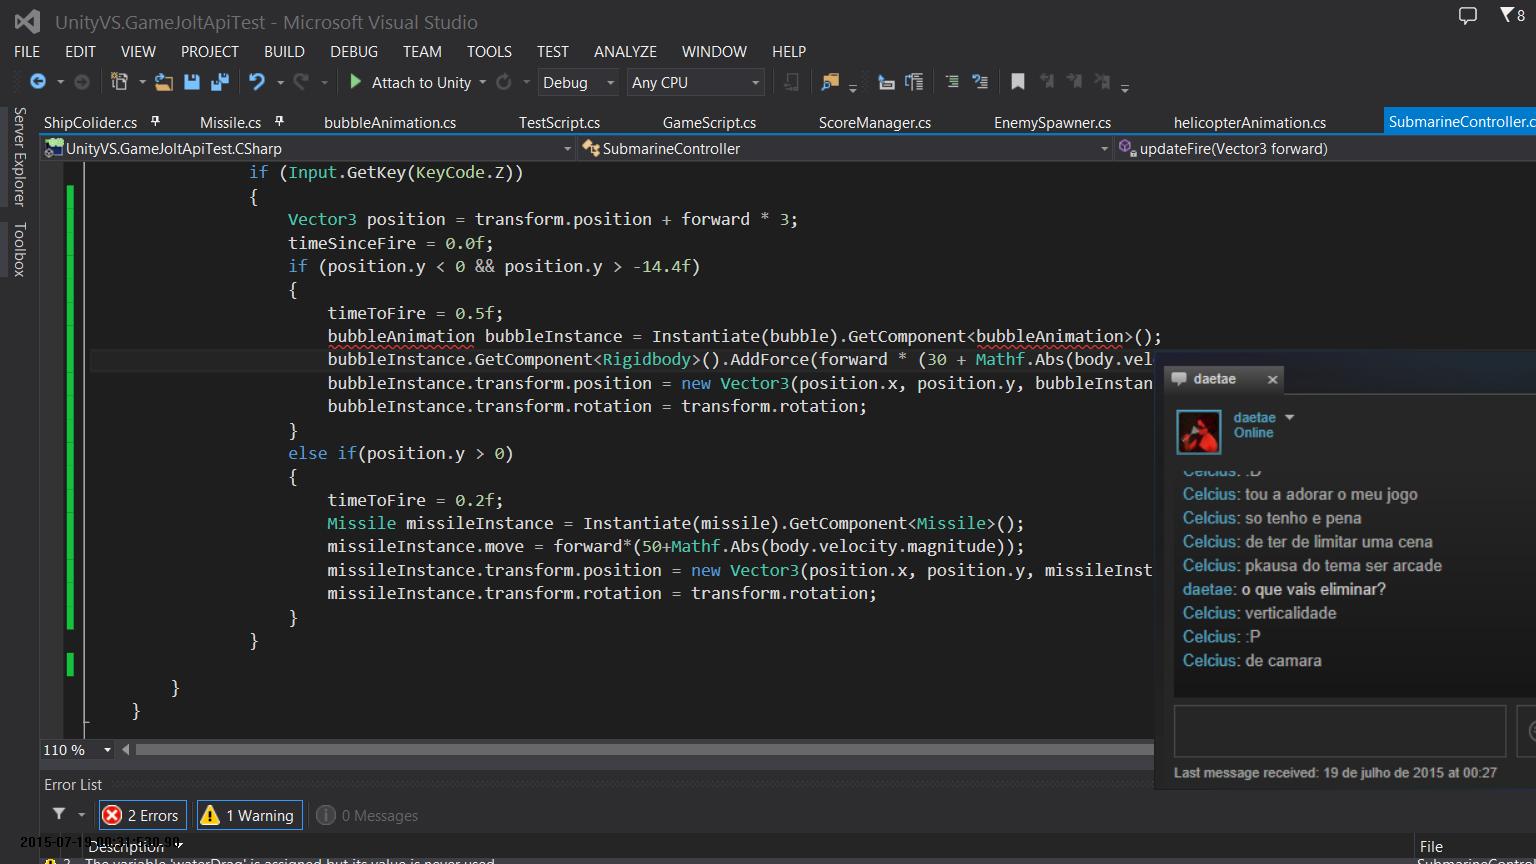 UnityVS.GameJoltApiTest - Microsoft Visual Studio
8
FILE EDIT VIEW PROJECT BUILD DEBUG TEAM TOOLS TEST ANALYZE WINDOW HELP
Attach to Unity Debug Any CPU
Server Explorer
Toolbox
ShipColider.cs Missile.cs bubbleAnimation.cs TestScript.cs GameScript.cs ScoreManager.cs EnemySpawner.cs helicopterAnimation.cs SubmarineController.c
UnityVS.GameJoltApiTest.CSharp SubmarineController updateFire(Vector3 forward)
if (Input.GetKey(KeyCode.Z))
{
Vector3 position = transform.position + forward * 3;
timeSinceFire = 0.0f;
if (position.y < 0 && position.y > -14.4f)
{
timeToFire = 0.5f;
bubbleAnimation bubbleInstance = Instantiate(bubble).GetComponent<bubbleAnimation>();
bubbleInstance.GetComponent<Rigidbody>().AddForce(forward * (30 + Mathf.Abs(body.vel
bubbleInstance.transform.position = new Vector3(position.x, position.y, bubbleInstan
bubbleInstance.transform.rotation = transform.rotation;
}
else if(position.y > 0)
{
timeToFire = 0.2f;
Missile missileInstance = Instantiate(missile).GetComponent<Missile>();
missileInstance.move = forward*(50+Mathf.Abs(body.velocity.magnitude));
missileInstance.transform.position = new Vector3(position.x, position.y, missileInst
missileInstance.transform.rotation = transform.rotation;
}
}
}
}
daetae
daetae
Online
Celcius: :D
Celcius: tou a adorar o meu jogo
Celcius: so tenho e pena
Celcius: de ter de limitar uma cena
Celcius: pkausa do tema ser arcade
daetae: o que vais eliminar?
Celcius: verticalidade
Celcius: :P
Celcius: de camara
Last message received: 19 de julho de 2015 at 00:27
110 %
Error List
2 Errors 1 Warning 0 Messages
Description File
The variable 'waterDrag' is assigned but its value is never used